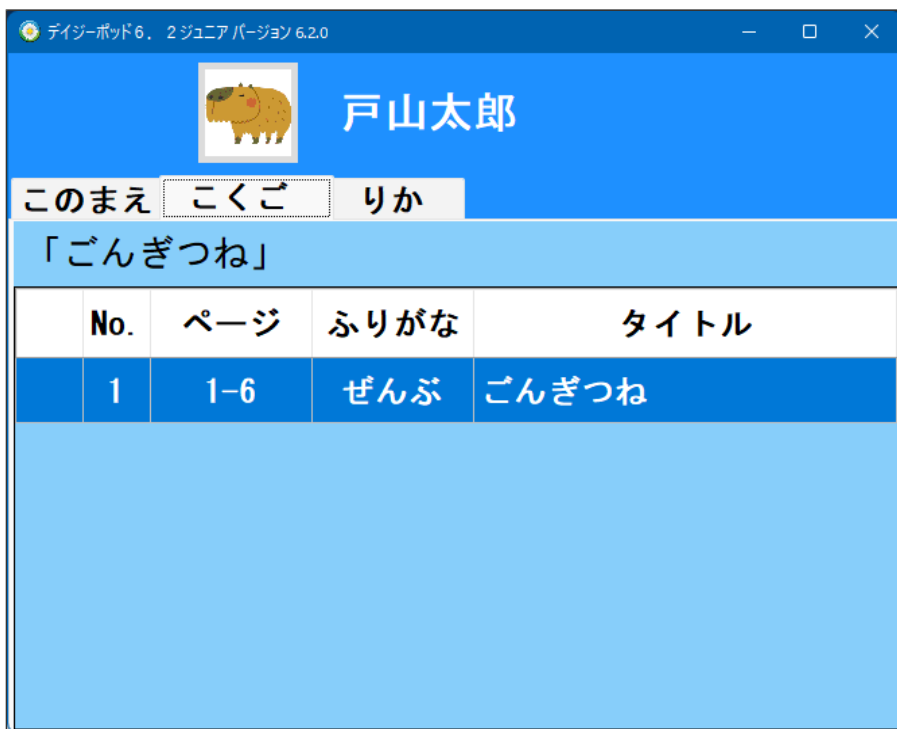 デイジーポッド6．2ジュニア バージョン 6.2.0
戸山太郎
このまえ こくご りか
「ごんぎつね」
No. ページ ふりがな タイトル
1 1-6 ぜんぶ ごんぎつね